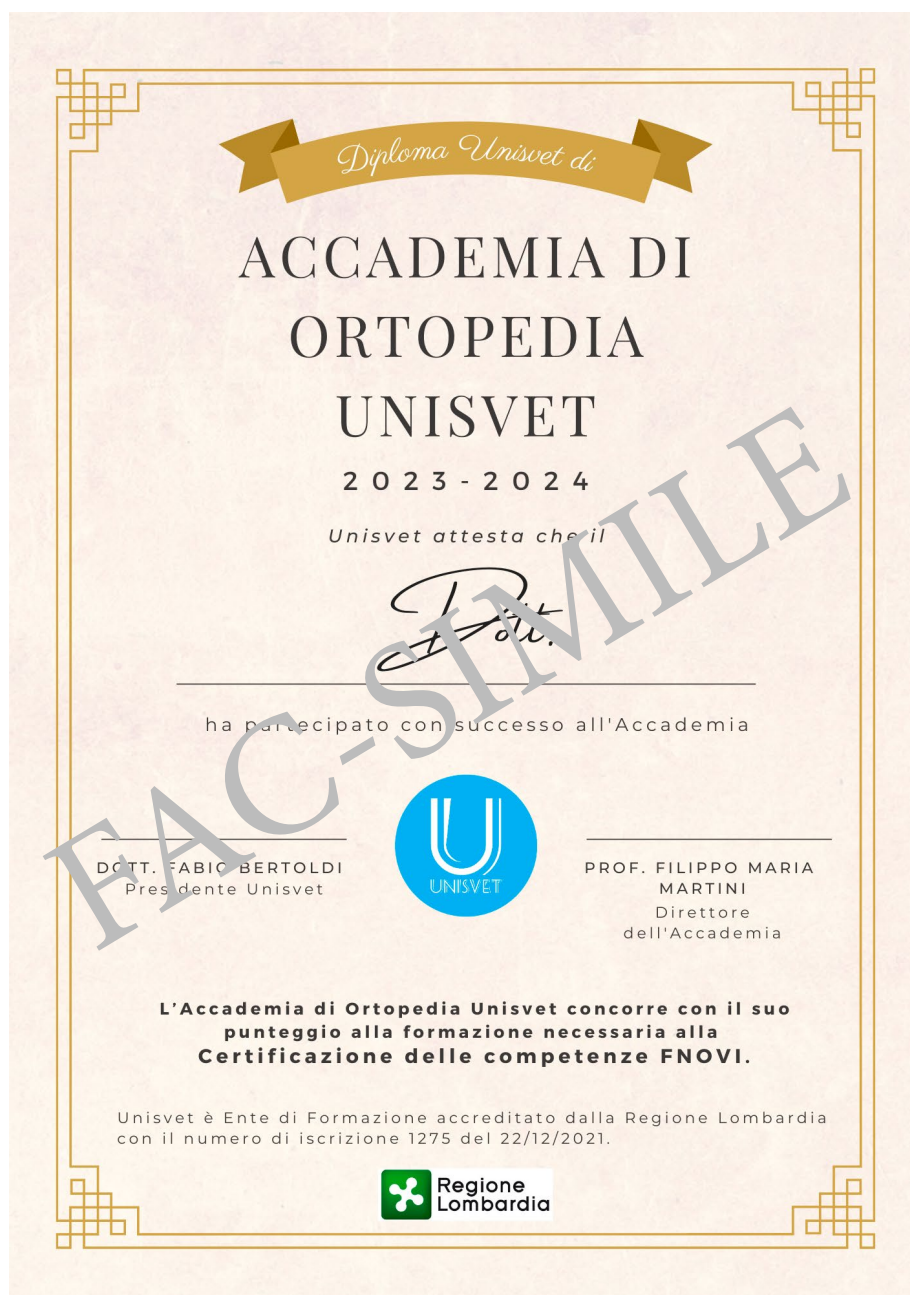 Diploma Unisvet di
ACCADEMIA DI
ORTOPEDIA
UNISVET
2023-2024
Unisvet attesta che il
Dott.
ha partecipato con successo all'Accademia
FAC-SIMILE
UNISVET
DOTT. FABIO BERTOLDI
Presidente Unisvet
PROF. FILIPPO MARIA
MARTINI
Direttore
dell'Accademia
L'Accademia di Ortopedia Unisvet concorre con il suo
punteggio alla formazione necessaria alla
Certificazione delle competenze FNOVI.
Unisvet è Ente di Formazione accreditato dalla Regione Lombardia
con il numero di iscrizione 1275 del 22/12/2021.
Regione
Lombardia